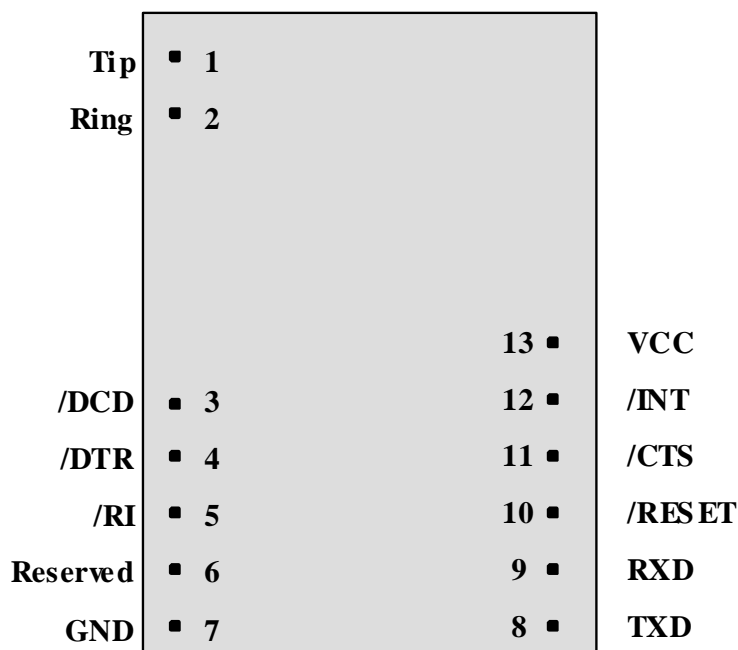 Tip 1
Ring 2
13 VCC
/DCD 3 12 /INT
/DTR 4 11 /CTS
/RI 5 10 /RESET
Reserved 6 9 RXD
GND 7 8 TXD